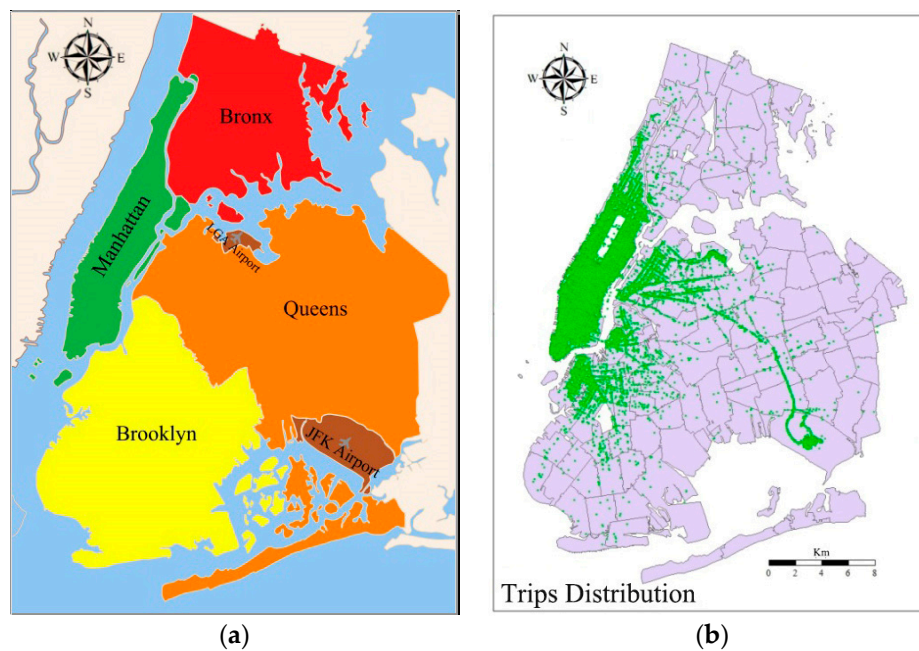 N
W E
S
Bronx
Manhattan
LGA Airport
Queens
Brooklyn
JFK Airport
(a)
N
W E
S
Km
0 2 4 6 8
Trips Distribution
(b)